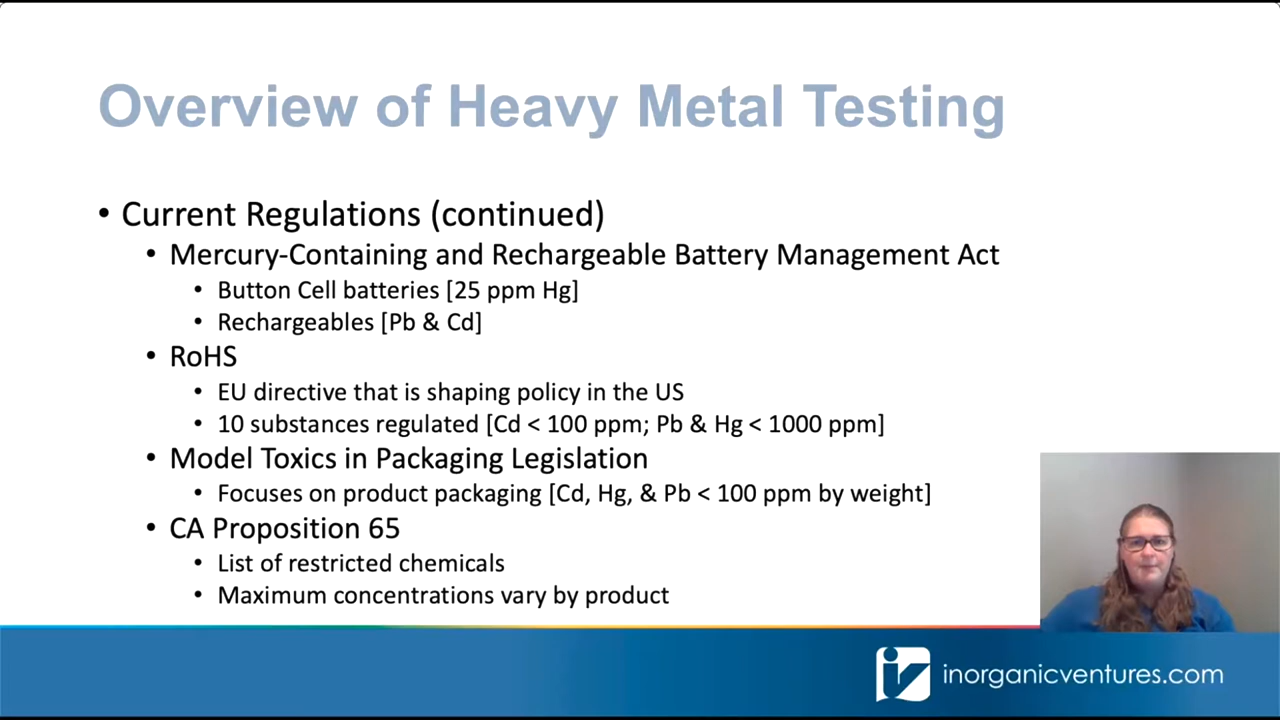 Overview of Heavy Metal Testing
• Current Regulations (continued)
• Mercury-Containing and Rechargeable Battery Management Act
• Button Cell batteries [25 ppm Hg]
• Rechargeables [Pb & Cd]
• RoHS
• EU directive that is shaping policy in the US
• 10 substances regulated [Cd < 100 ppm; Pb & Hg < 1000 ppm]
• Model Toxics in Packaging Legislation
• Focuses on product packaging [Cd, Hg, & Pb < 100 ppm by weight]
• CA Proposition 65
• List of restricted chemicals
• Maximum concentrations vary by product
inorganicventures.com